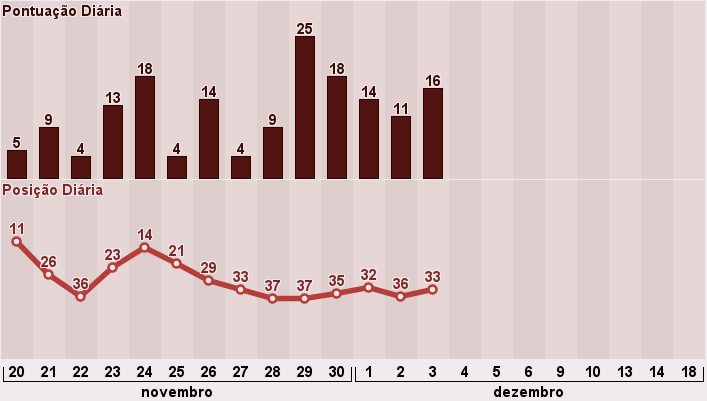 Pontuação Diária
5 9 4 13 18 4 14 4 9 25 18 14 11 16
Posição Diária
11 26 36 23 14 21 29 33 37 37 35 32 36 33
20 21 22 23 24 25 26 27 28 29 30 1 2 3 4 5 6 9 10 13 14 18
novembro dezembro